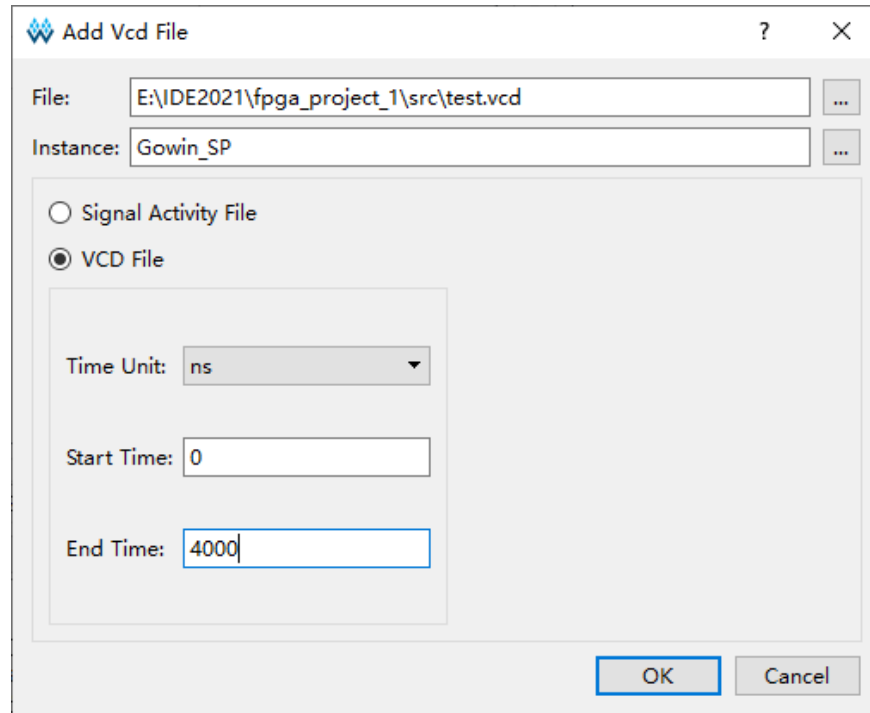 Add Vcd File
File: E:\IDE2021\fpga_project_1\src\test.vcd ...
Instance: Gowin_SP ...
Signal Activity File
VCD File
Time Unit: ns
Start Time: 0
End Time: 4000
OK Cancel